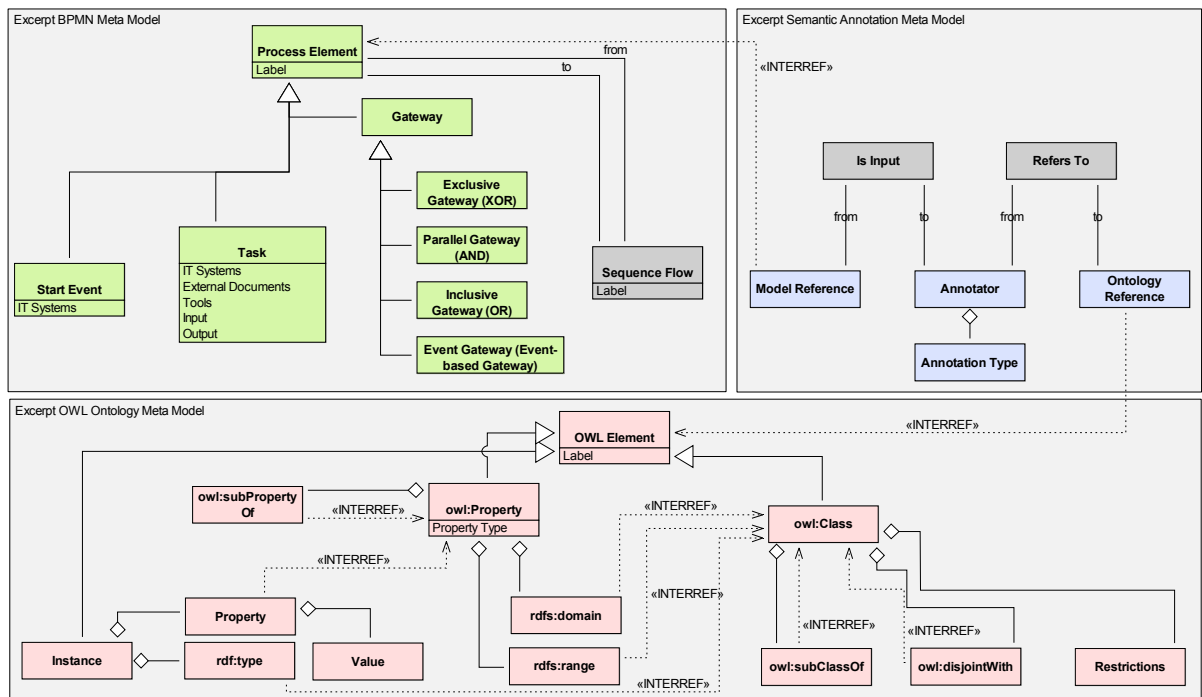 Excerpt BPMN Meta Model
Process Element
Label
from
to
Gateway
Exclusive
Gateway (XOR)
Parallel Gateway
(AND)
Inclusive
Gateway (OR)
Event Gateway (Event-
based Gateway)
Start Event
IT Systems
Task
IT Systems
External Documents
Tools
Input
Output
Sequence Flow
Label
Excerpt Semantic Annotation Meta Model
«INTERREF»
Is Input
Refers To
from
to
from
to
Model Reference
Annotator
Ontology
Reference
Annotation Type
Excerpt OWL Ontology Meta Model
OWL Element
Label
«INTERREF»
owl:subProperty
Of
«INTERREF»
owl:Property
Property Type
«INTERREF»
owl:Class
«INTERREF»
«INTERREF»
Property
rdfs:domain
Instance
rdf:type
Value
rdfs:range
«INTERREF»
«INTERREF»
owl:subClassOf
owl:disjointWith
Restrictions
«INTERREF»